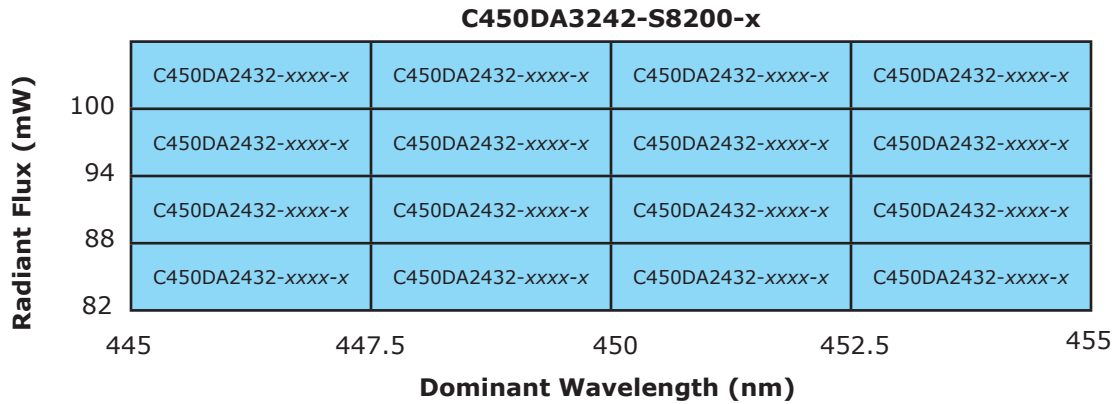 C450DA3242-S8200-x
C450DA2432-xxxx-x C450DA2432-xxxx-x C450DA2432-xxxx-x C450DA2432-xxxx-x
100
C450DA2432-xxxx-x C450DA2432-xxxx-x C450DA2432-xxxx-x C450DA2432-xxxx-x
94
C450DA2432-xxxx-x C450DA2432-xxxx-x C450DA2432-xxxx-x C450DA2432-xxxx-x
88
C450DA2432-xxxx-x C450DA2432-xxxx-x C450DA2432-xxxx-x C450DA2432-xxxx-x
82
Radiant Flux (mW)
445 447.5 450 452.5 455
Dominant Wavelength (nm)